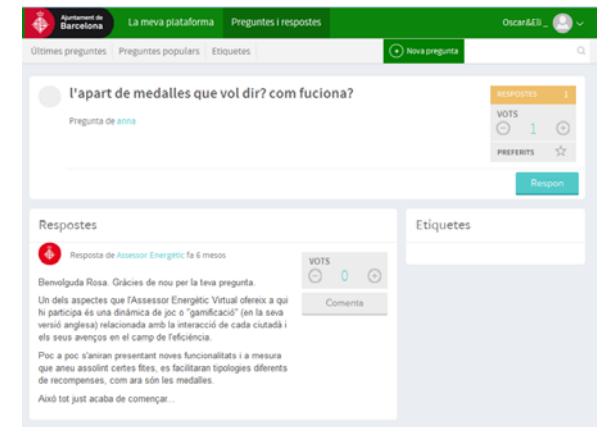 Ajuntament de
Barcelona
La meva plataforma
Preguntes i respostes
Oscar&Eli _
Últimes preguntes
Preguntes populars
Etiquetes
Nova pregunta
l'apart de medalles que vol dir? com fuciona?
Pregunta de anna
RESPOSTES 1
VOTS
1
PREFERITS
Respon
Respostes
Resposta de Assessor Energètic fa 6 mesos
Benvolguda Rosa. Gràcies de nou per la teva pregunta.
Un dels aspectes que l'Assessor Energètic Virtual ofereix a qui
hi participa és una dinàmica de joc o "gamificació" (en la seva
versió anglesa) relacionada amb la interacció de cada ciutadà i
els seus avenços en el camp de l'eficiència.
Poc a poc s'aniran presentant noves funcionalitats i a mesura
que aneu assolint certes fites, es facilitaran tipologies diferents
de recompenses, com ara són les medalles.
Això tot just acaba de començar...
VOTS
0
Comenta
Etiquetes